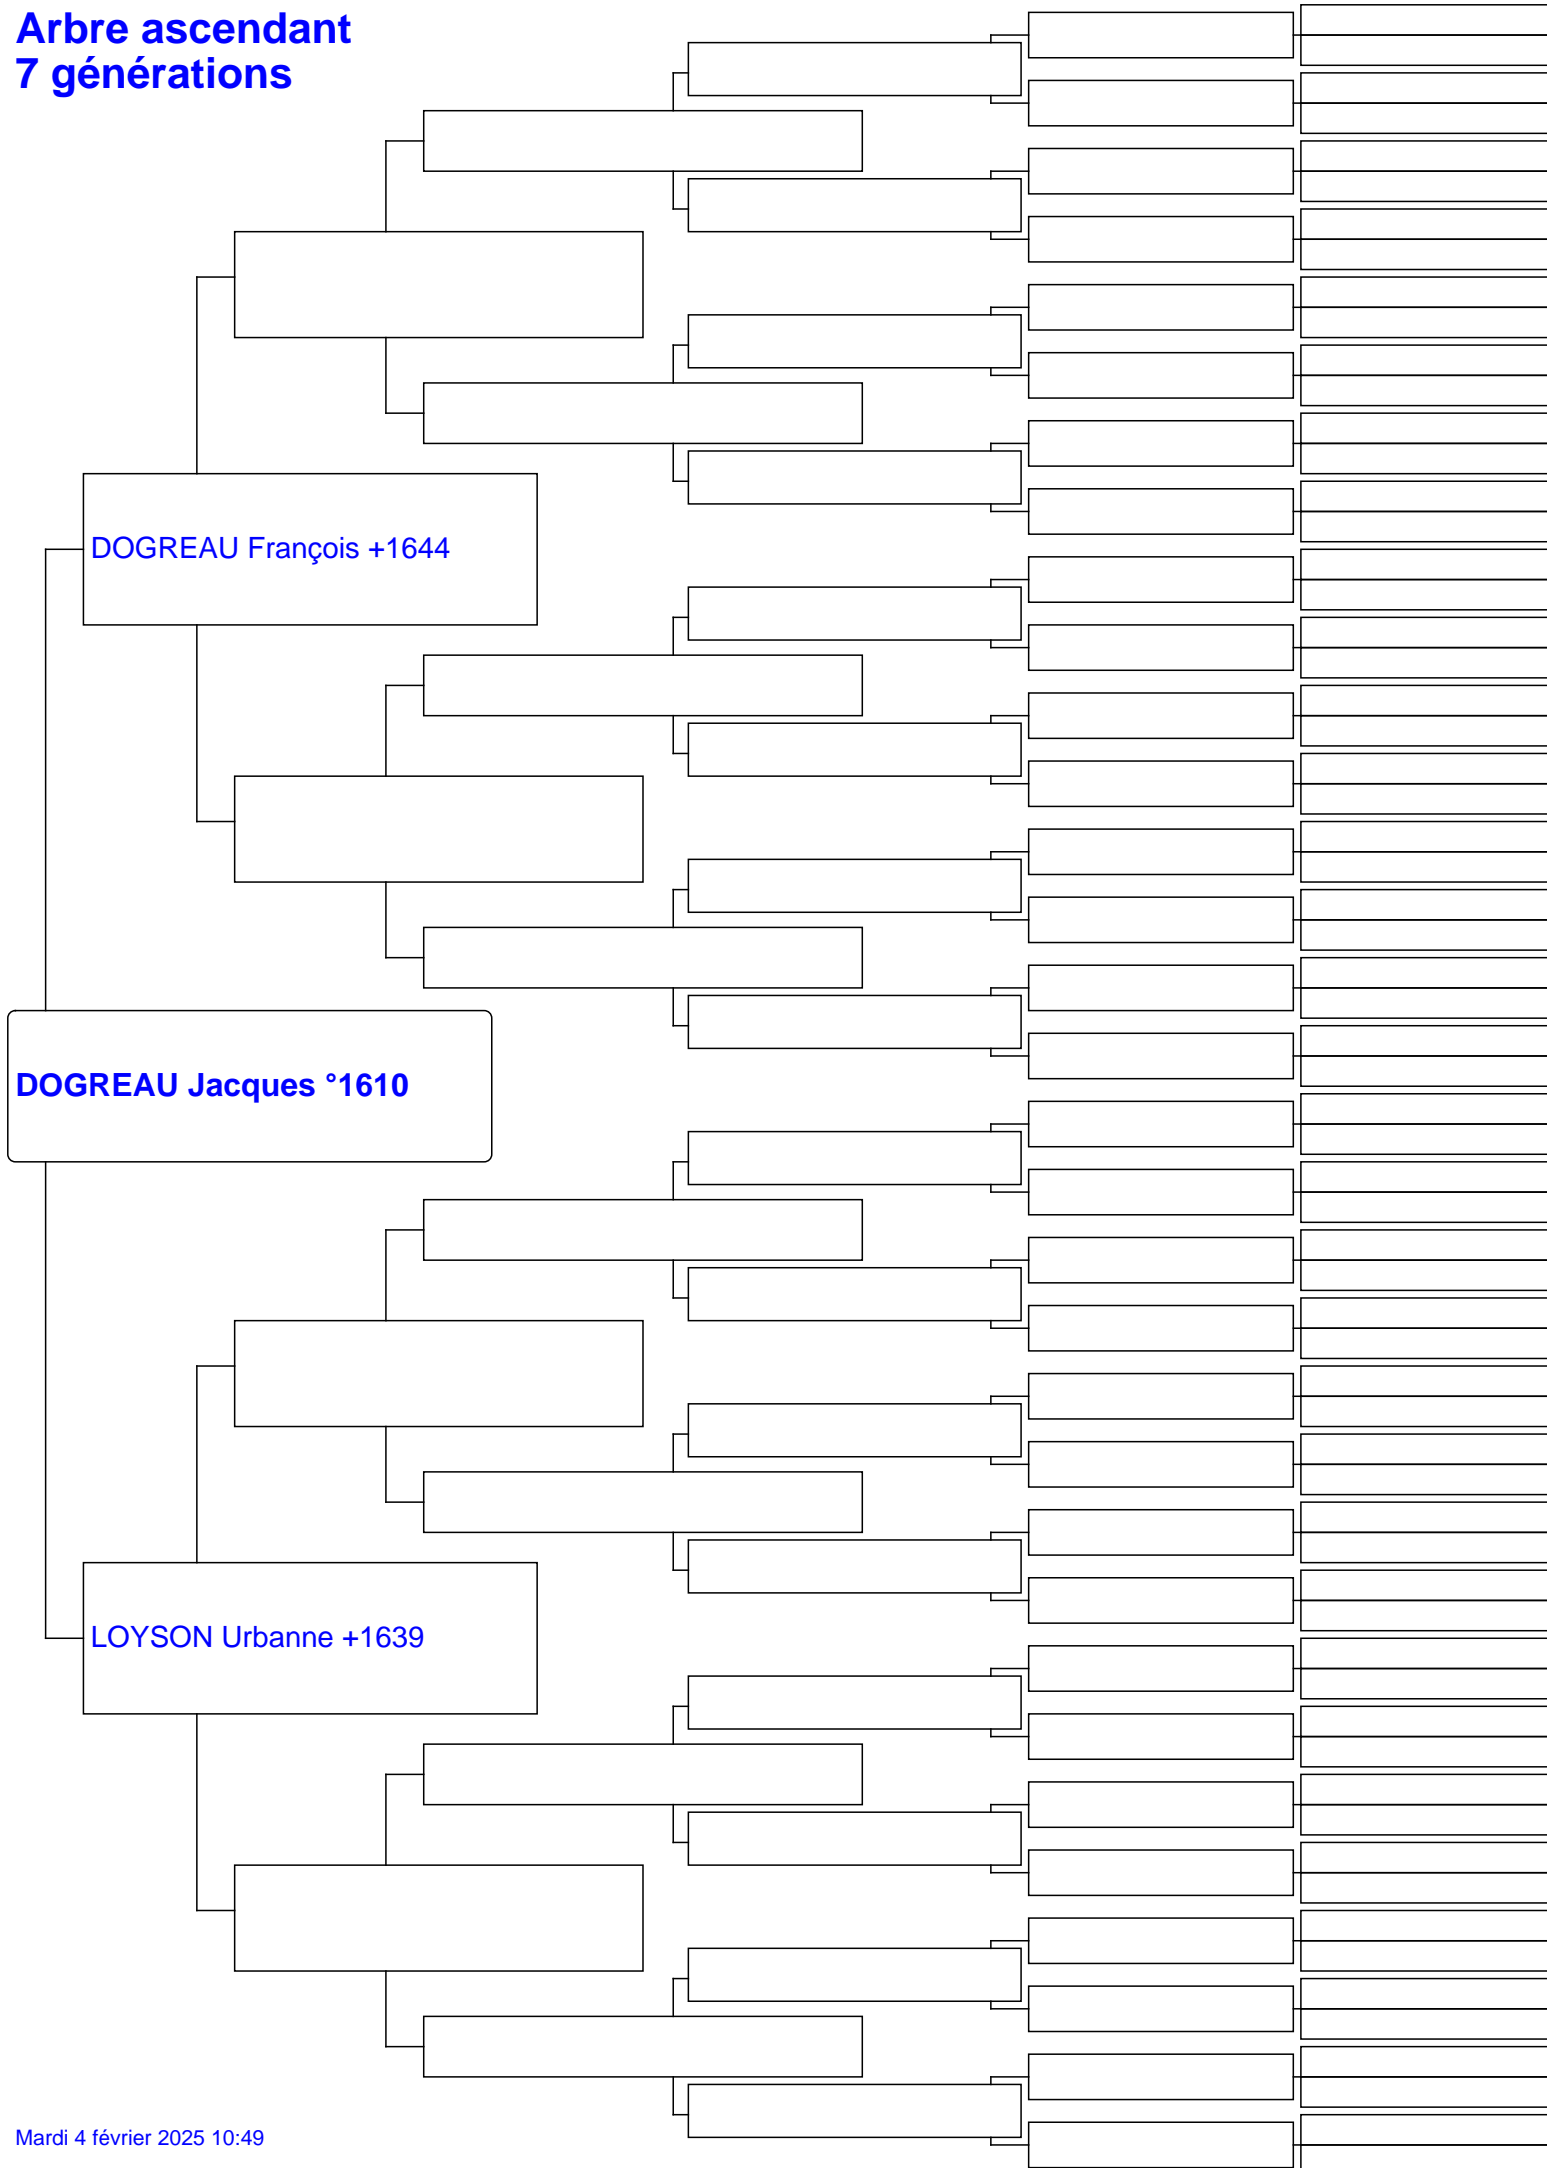 Arbre ascendant
7 générations
DOGREAU François +1644
DOGREAU Jacques °1610
LOYSON Urbanne +1639
Mardi 4 février 2025 10:49